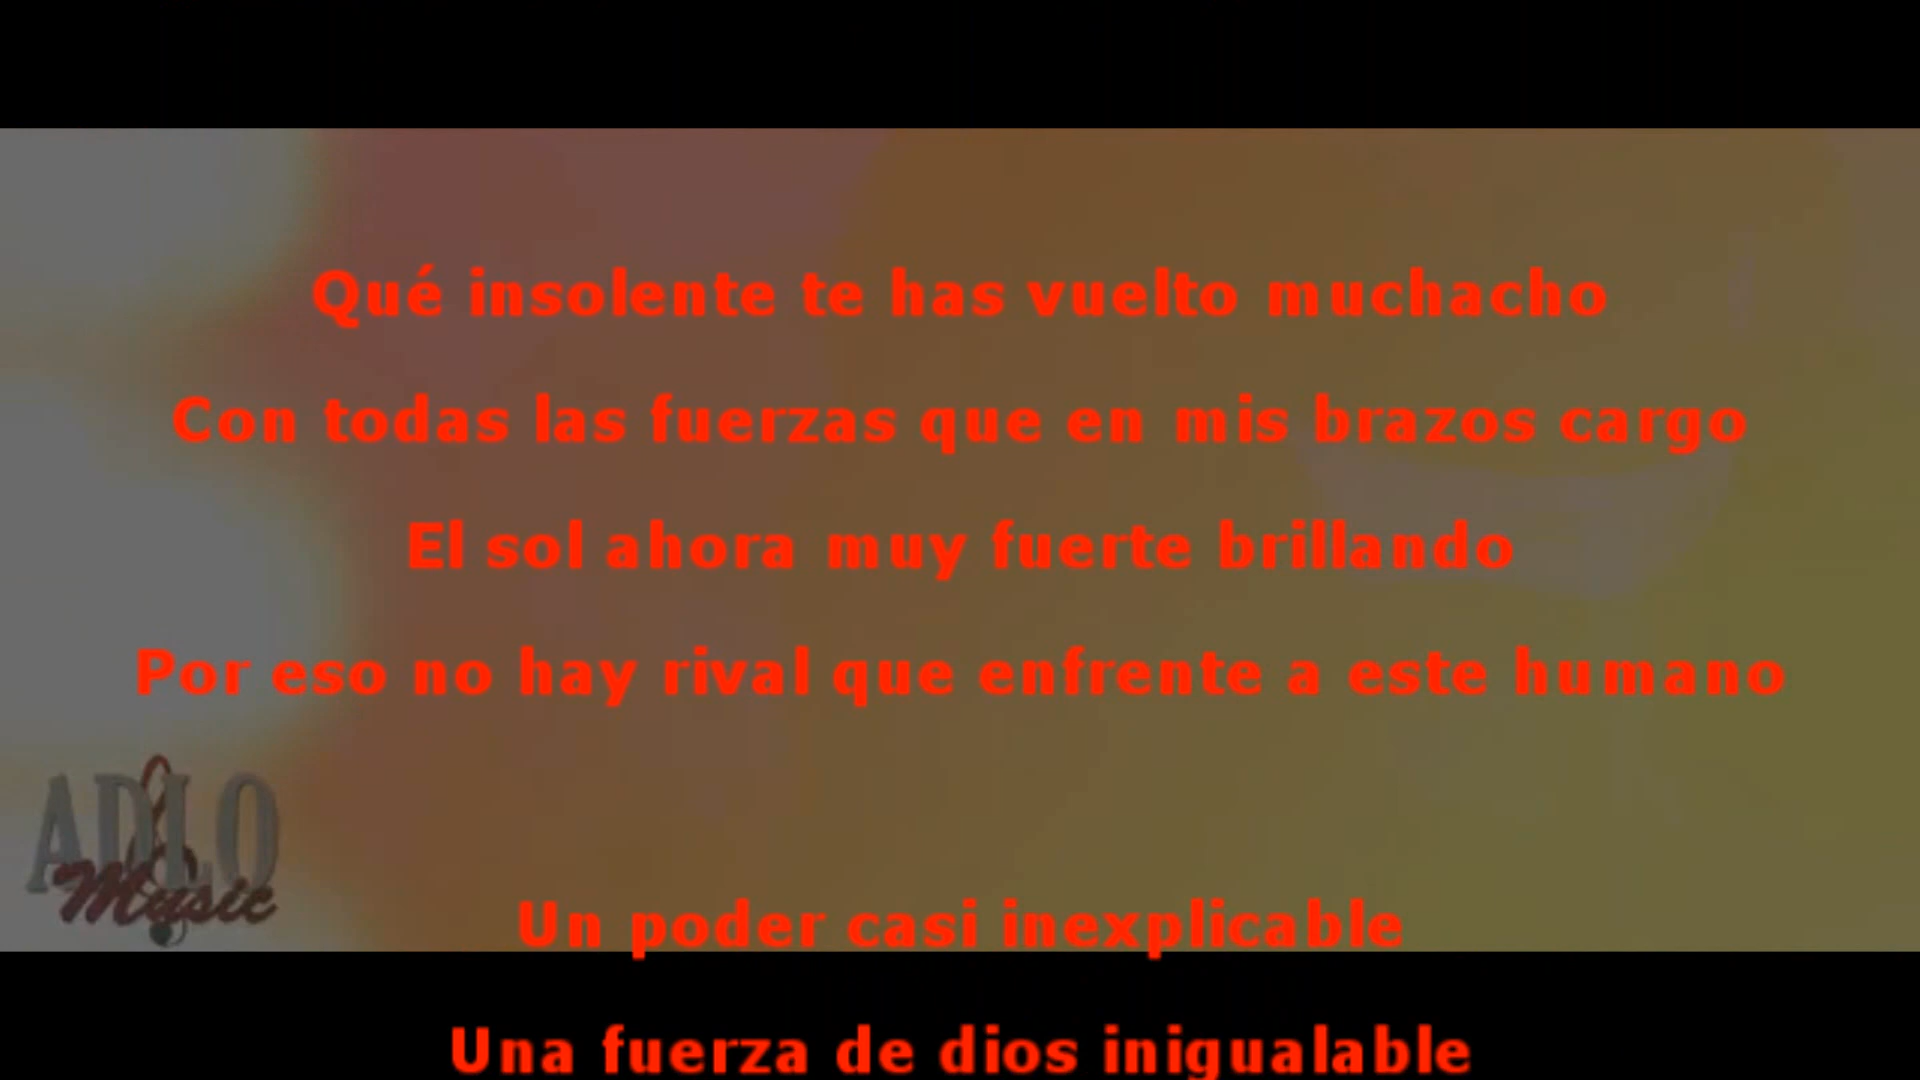 Qué insolente te has vuelto muchacho
Con todas las fuerzas que en mis brazos cargo
El sol ahora muy fuerte brillando
Por eso no hay rival que enfrente a este humano
ADLO
Music
Un poder casi inexplicable
Una fuerza de dios inigualable